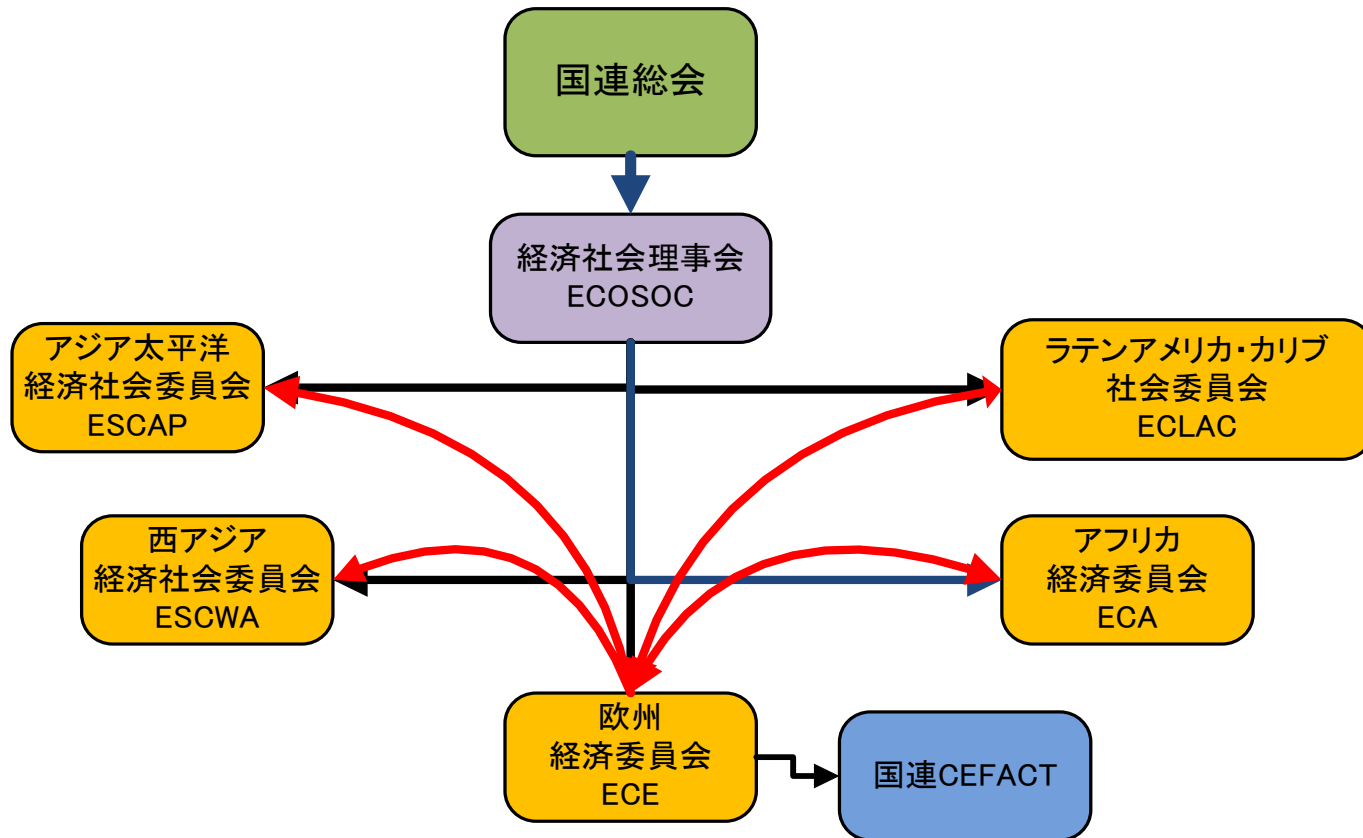 国連総会
経済社会理事会
ECOSOC
アジア太平洋
経済社会委員会
ESCAP
ラテンアメリカ・カリブ
社会委員会
ECLAC
西アジア
経済社会委員会
ESCWA
アフリカ
経済委員会
ECA
欧州
経済委員会
ECE
国連CEFACT